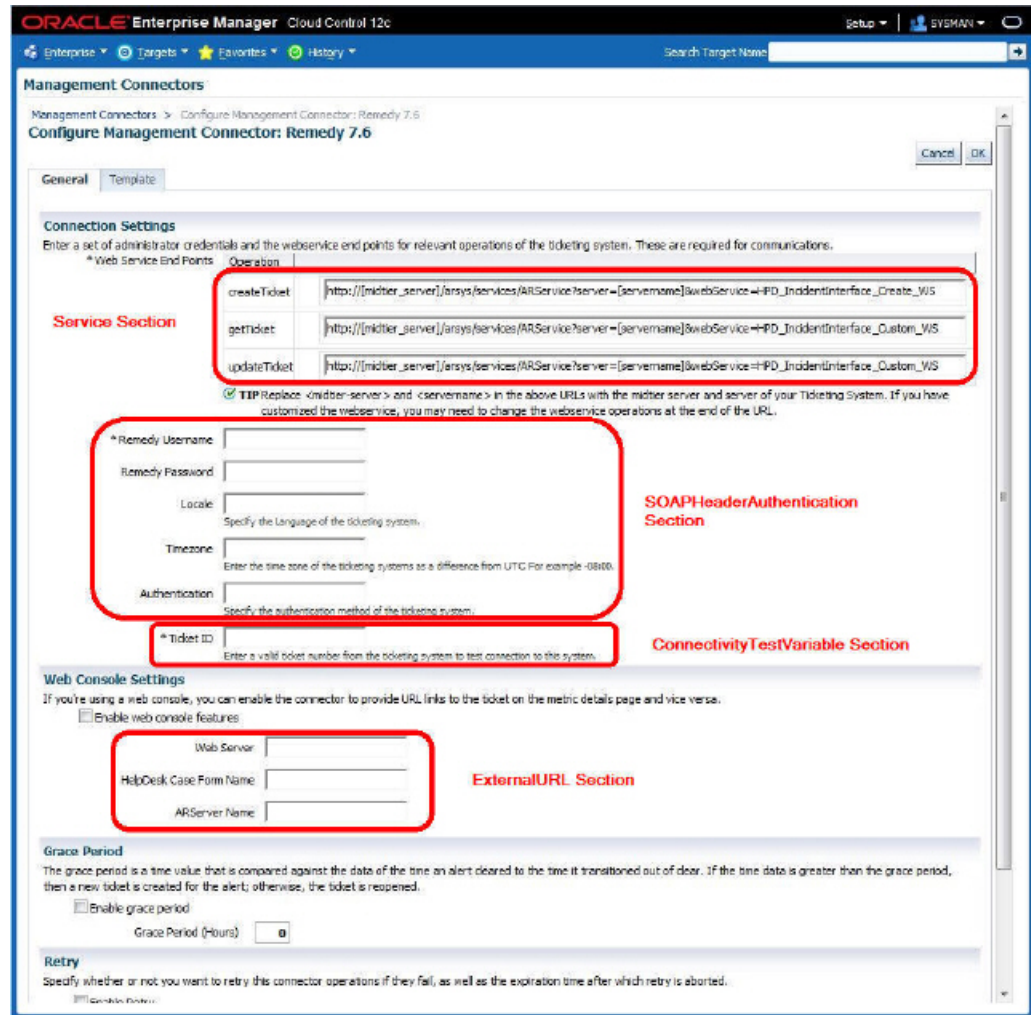 ORACLE Enterprise Manager Cloud Control 12c
Setup SYSMAN
Enterprise Targets Favorites History Search Target Name
Management Connectors
Management Connectors > Configure Management Connector: Remedy 7.6
Configure Management Connector: Remedy 7.6
Cancel OK
General Template
Connection Settings
Enter a set of administrator credentials and the webservice end points for relevant operations of the ticketing system. These are required for communications.
* Web Service End Points Operation
createTicket http://[midtier_server]/arsys/services/ARService?server=[servername]&webService=HPD_IncidentInterface_Create_WS
Service Section
getTicket http://[midtier_server]/arsys/services/ARService?server=[servername]&webService=HPD_IncidentInterface_Custom_WS
updateTicket http://[midtier_server]/arsys/services/ARService?server=[servername]&webService=HPD_IncidentInterface_Custom_WS
TIP Replace <midtier-server> and <servername> in the above URLs with the midtier server and server of your Ticketing System. If you have
customized the webservice, you may need to change the webservice operations at the end of the URL.
* Remedy Username
Remedy Password
Locale
Specify the Language of the ticketing system.
SOAPHeaderAuthentication
Section
Timezone
Enter the time zone of the ticketing systems as a difference from UTC For example -08:00.
Authentication
Specify the authentication method of the ticketing system.
* Ticket ID
Enter a valid ticket number from the ticketing system to test connection to this system.
ConnectivityTestVariable Section
Web Console Settings
If you're using a web console, you can enable the connector to provide URL links to the ticket on the metric details page and vice versa.
Enable web console features
Web Server
HelpDesk Case Form Name
ExternalURL Section
ARServer Name
Grace Period
The grace period is a time value that is compared against the data of the time an alert cleared to the time it transitioned out of clear. If the time data is greater than the grace period,
then a new ticket is created for the alert; otherwise, the ticket is reopened.
Enable grace period
Grace Period (Hours) 0
Retry
Specify whether or not you want to retry this connector operations if they fail, as well as the expiration time after which retry is aborted.
Enable Retry